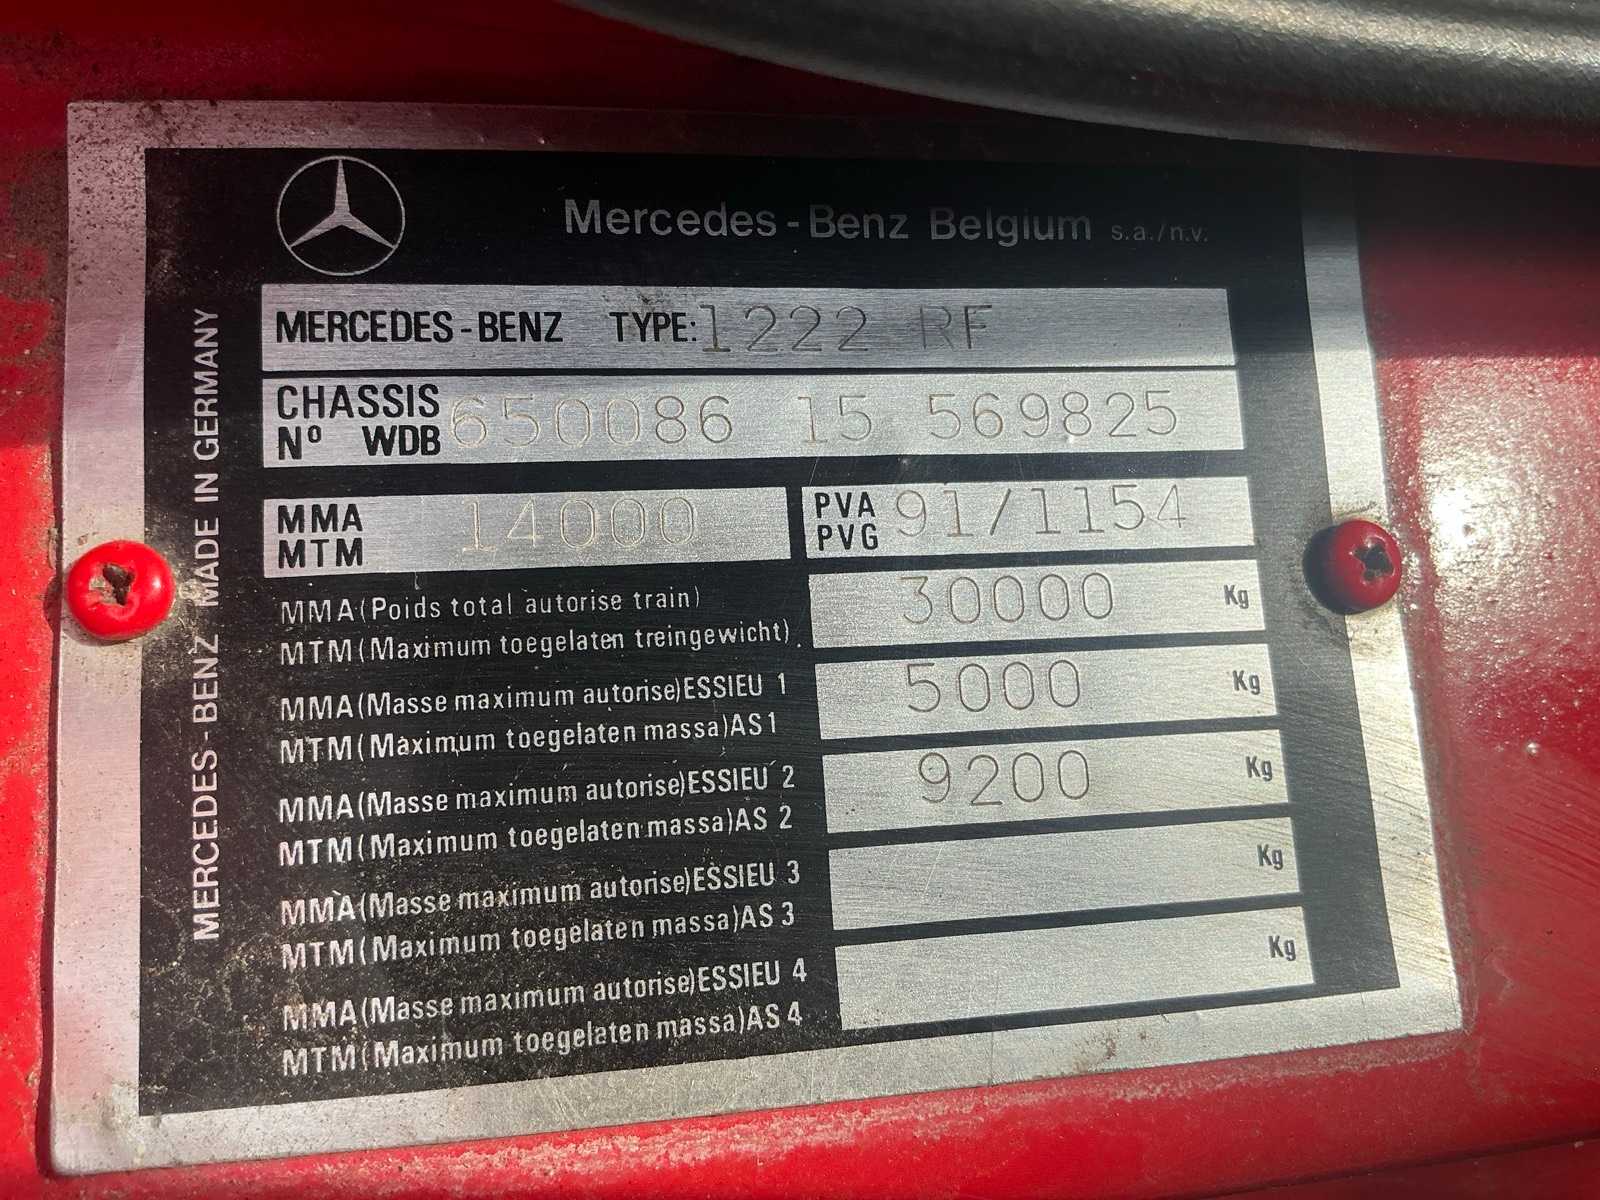 Mercedes-Benz Belgium s.a./n.v.
MERCEDES-BENZ TYPE: 1222 RF
CHASSIS
Nº WDB 650086 15 569825
MMA
MTM 14000
PVA
PVG 91/1154
MMA (Poids total autorise train)
MTM (Maximum toegelaten treingewicht) 30000 Kg
MMA (Masse maximum autorise) ESSIEU 1
MTM (Maximum toegelaten massa) AS 1 5000 Kg
MMA (Masse maximum autorise) ESSIEU 2
MTM (Maximum toegelaten massa) AS 2 9200 Kg
MMA (Masse maximum autorise) ESSIEU 3
MTM (Maximum toegelaten massa) AS 3 Kg
MMA (Masse maximum autorise) ESSIEU 4
MTM (Maximum toegelaten massa) AS 4 Kg
MERCEDES-BENZ MADE IN GERMANY